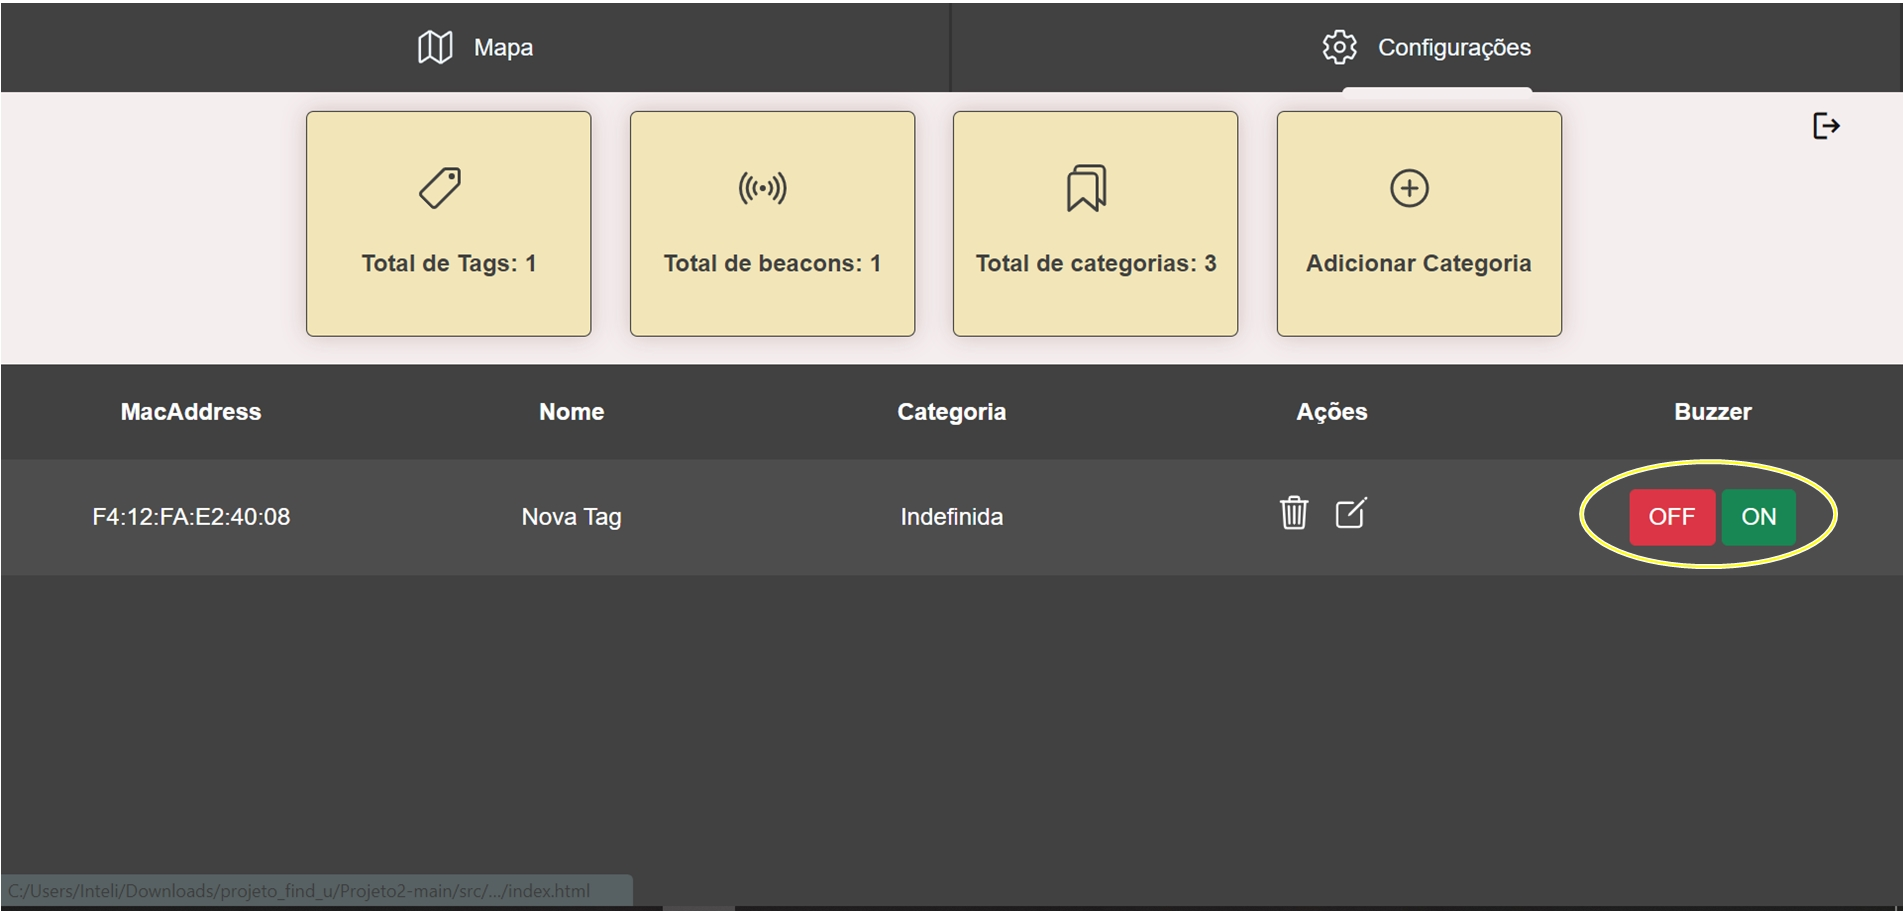 Mapa
Configurações
Total de Tags: 1
Total de beacons: 1
Total de categorias: 3
Adicionar Categoria
MacAddress Nome Categoria Ações Buzzer
F4:12:FA:E2:40:08 Nova Tag Indefinida OFF ON
C:/Users/Inteli/Downloads/projeto_find_u/Projeto2-main/src/.../index.html